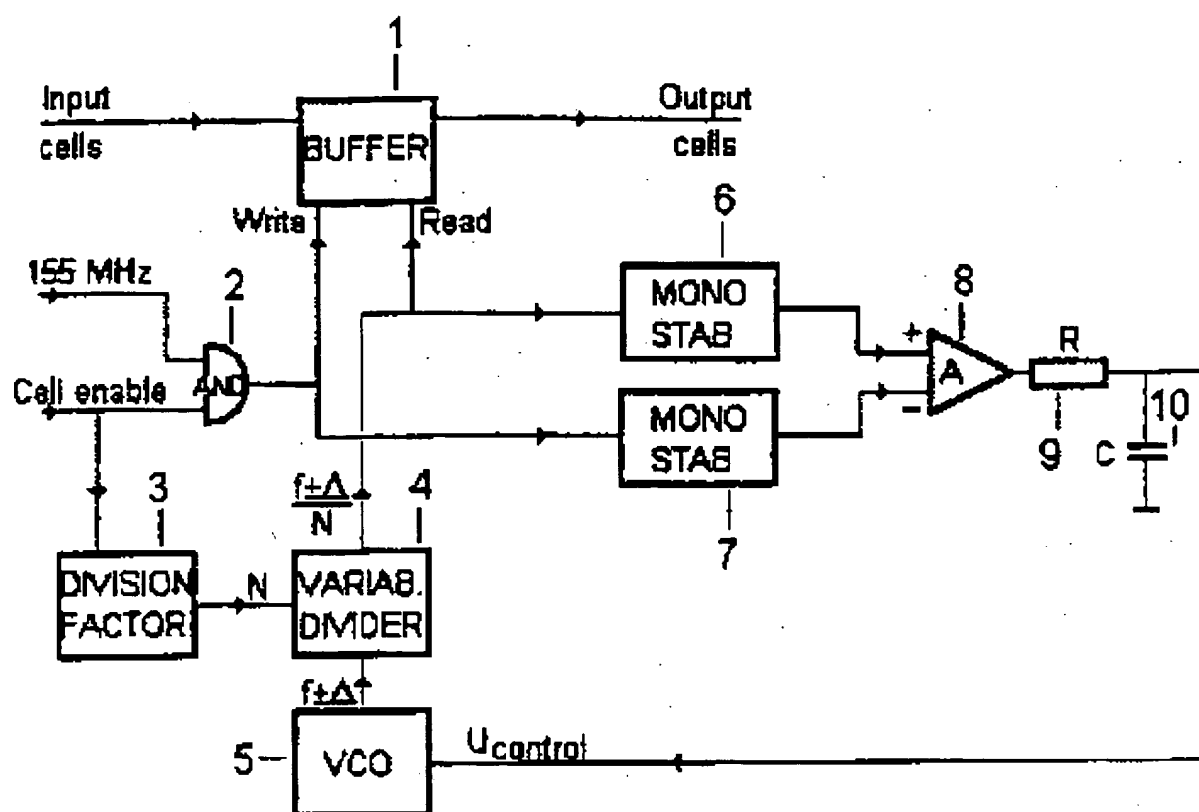 1
Input
cells
BUFFER
Output
cells
Write
Read
6
155 MHz
2
MONO
STAB
8
+
A
R
AND
Cell enable
−
MONO
STAB
9
C
10
3
f±Δ
N
4
7
DIVISION
FACTOR
N
VARIAB.
DIVIDER
f±Δ
5
VCO
Ucontrol